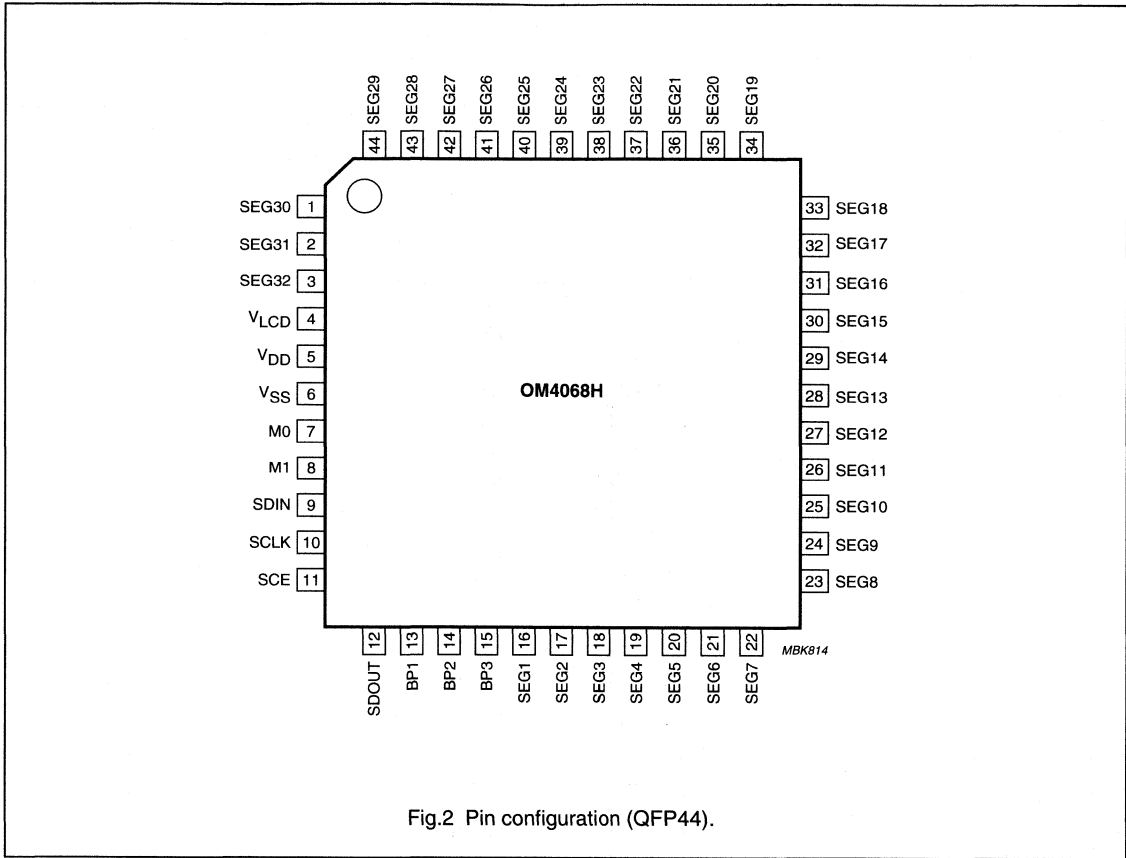 SEG29 SEG28 SEG27 SEG26 SEG25 SEG24 SEG23 SEG22 SEG21 SEG20 SEG19
44 43 42 41 40 39 38 37 36 35 34
SEG30 1
SEG31 2
SEG32 3
VLCD 4
VDD 5
VSS 6
M0 7
M1 8
SDIN 9
SCLK 10
SCE 11
OM4068H
33 SEG18
32 SEG17
31 SEG16
30 SEG15
29 SEG14
28 SEG13
27 SEG12
26 SEG11
25 SEG10
24 SEG9
23 SEG8
12 13 14 15 16 17 18 19 20 21 22
SDOUT BP1 BP2 BP3 SEG1 SEG2 SEG3 SEG4 SEG5 SEG6 SEG7
MBK814
Fig.2 Pin configuration (QFP44).